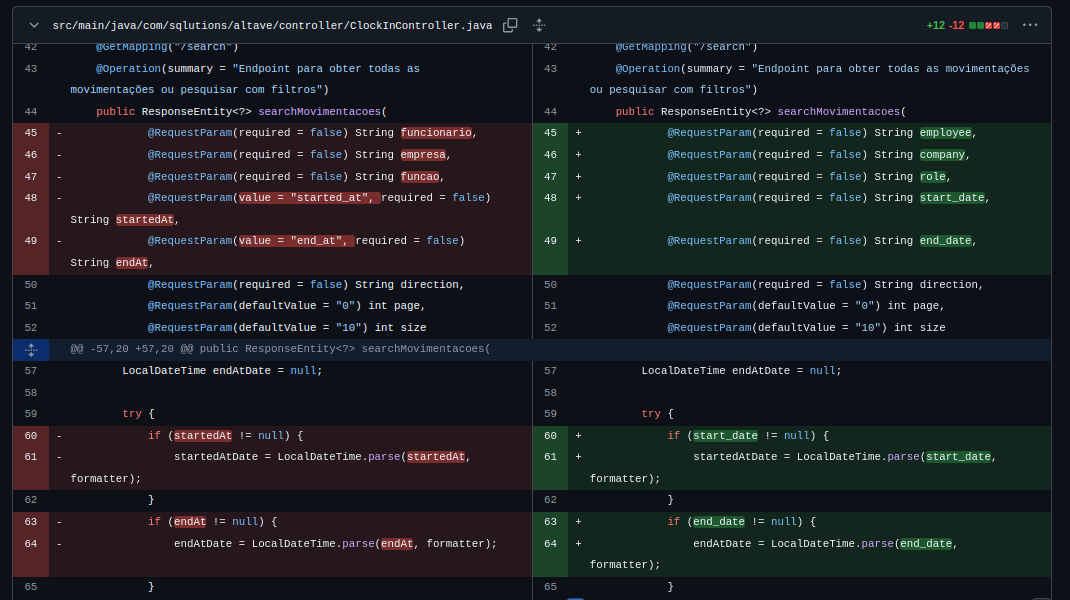 src/main/java/com/sqlutions/altave/controller/ClockInController.java +12 -12
42 @GetMapping("/search")
43 @Operation(summary = "Endpoint para obter todas as
movimentações ou pesquisar com filtros")
44 public ResponseEntity<?> searchMovimentacoes(
45 - @RequestParam(required = false) String funcionario,
46 - @RequestParam(required = false) String empresa,
47 - @RequestParam(required = false) String funcao,
48 - @RequestParam(value = "started_at", required = false)
String startedAt,
49 - @RequestParam(value = "end_at", required = false)
String endAt,
50 @RequestParam(required = false) String direction,
51 @RequestParam(defaultValue = "0") int page,
52 @RequestParam(defaultValue = "10") int size
@@ -57,20 +57,20 @@ public ResponseEntity<?> searchMovimentacoes(
57 LocalDateTime endAtDate = null;
58
59 try {
60 - if (startedAt != null) {
61 - startedAtDate = LocalDateTime.parse(startedAt,
formatter);
62 }
63 - if (endAt != null) {
64 - endAtDate = LocalDateTime.parse(endAt, formatter);
65 }
42 @GetMapping("/search")
43 @Operation(summary = "Endpoint para obter todas as movimentações
ou pesquisar com filtros")
44 public ResponseEntity<?> searchMovimentacoes(
45 + @RequestParam(required = false) String employee,
46 + @RequestParam(required = false) String company,
47 + @RequestParam(required = false) String role,
48 + @RequestParam(required = false) String start_date,
49 + @RequestParam(required = false) String end_date,
50 @RequestParam(required = false) String direction,
51 @RequestParam(defaultValue = "0") int page,
52 @RequestParam(defaultValue = "10") int size
57 LocalDateTime endAtDate = null;
58
59 try {
60 + if (start_date != null) {
61 + startedAtDate = LocalDateTime.parse(start_date,
formatter);
62 }
63 + if (end_date != null) {
64 + endAtDate = LocalDateTime.parse(end_date,
formatter);
65 }